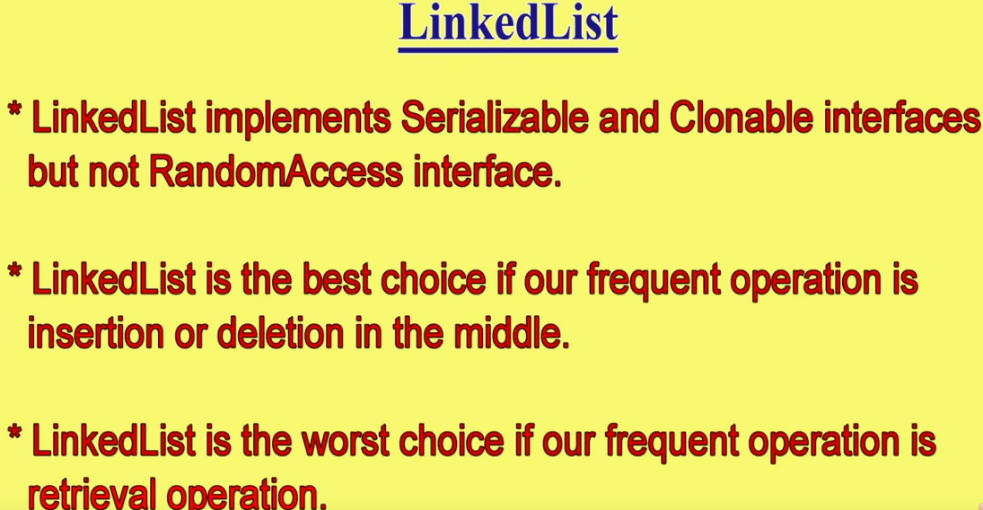 LinkedList
* LinkedList implements Serializable and Clonable interfaces
but not RandomAccess interface.
* LinkedList is the best choice if our frequent operation is
insertion or deletion in the middle.
* LinkedList is the worst choice if our frequent operation is
retrieval operation.